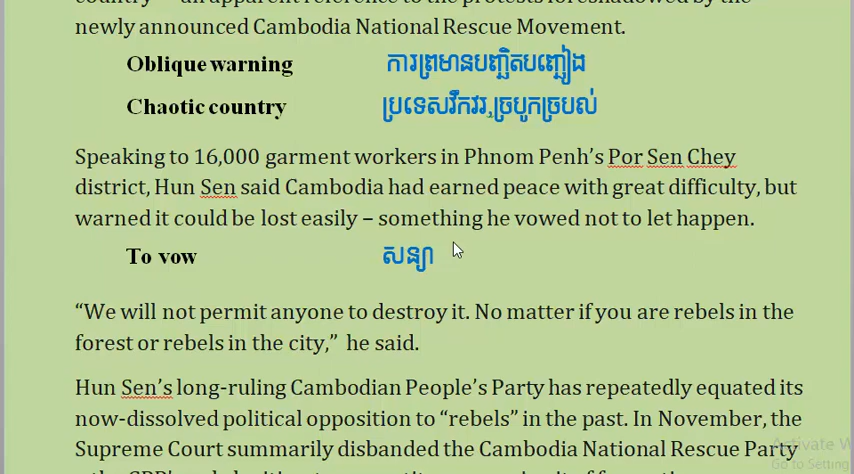 newly announced Cambodia National Rescue Movement.
Oblique warning ការព្រមានបញ្ឆិតបញ្ឆៀង
Chaotic country ប្រទេសវឹកវរ,ច្របូកច្របល់
Speaking to 16,000 garment workers in Phnom Penh’s Por Sen Chey
district, Hun Sen said Cambodia had earned peace with great difficulty, but
warned it could be lost easily – something he vowed not to let happen.
To vow សន្យា
“We will not permit anyone to destroy it. No matter if you are rebels in the
forest or rebels in the city,” he said.
Hun Sen’s long-ruling Cambodian People’s Party has repeatedly equated its
now-dissolved political opposition to “rebels” in the past. In November, the
Supreme Court summarily disbanded the Cambodia National Rescue Party
Activate W
Go to Setting